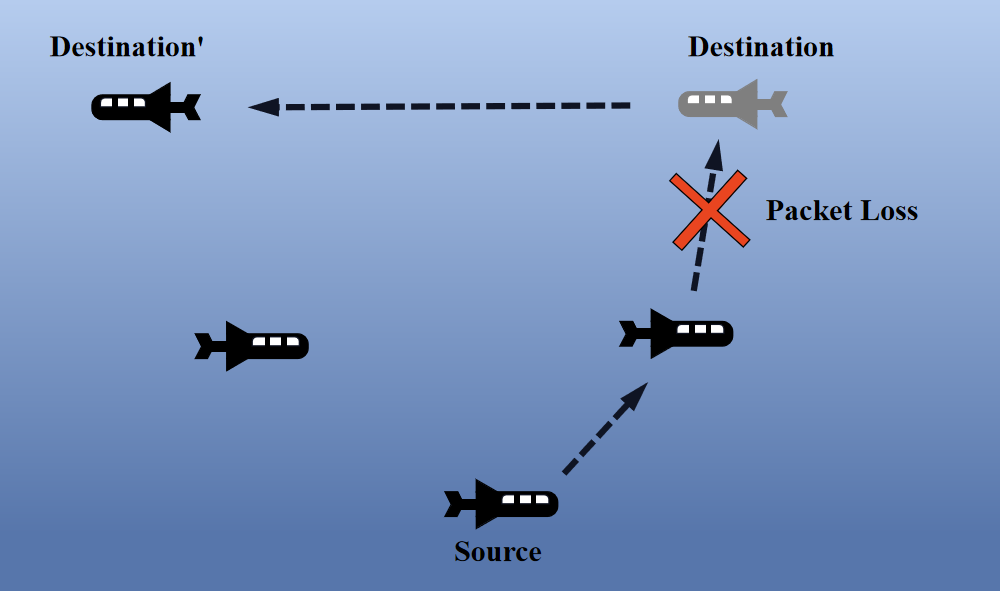 Destination'
Destination
Packet Loss
Source